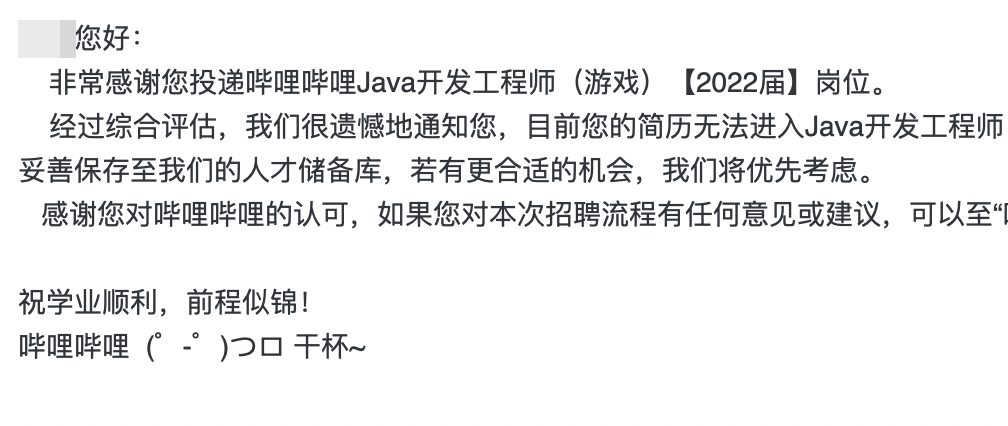 您好：
非常感谢您投递哔哩哔哩Java开发工程师（游戏）【2022届】岗位。
经过综合评估，我们很遗憾地通知您，目前您的简历无法进入Java开发工程师
妥善保存至我们的人才储备库，若有更合适的机会，我们将优先考虑。
感谢您对哔哩哔哩的认可，如果您对本次招聘流程有任何意见或建议，可以至“
祝学业顺利，前程似锦！
哔哩哔哩（゜-゜)つロ 干杯~